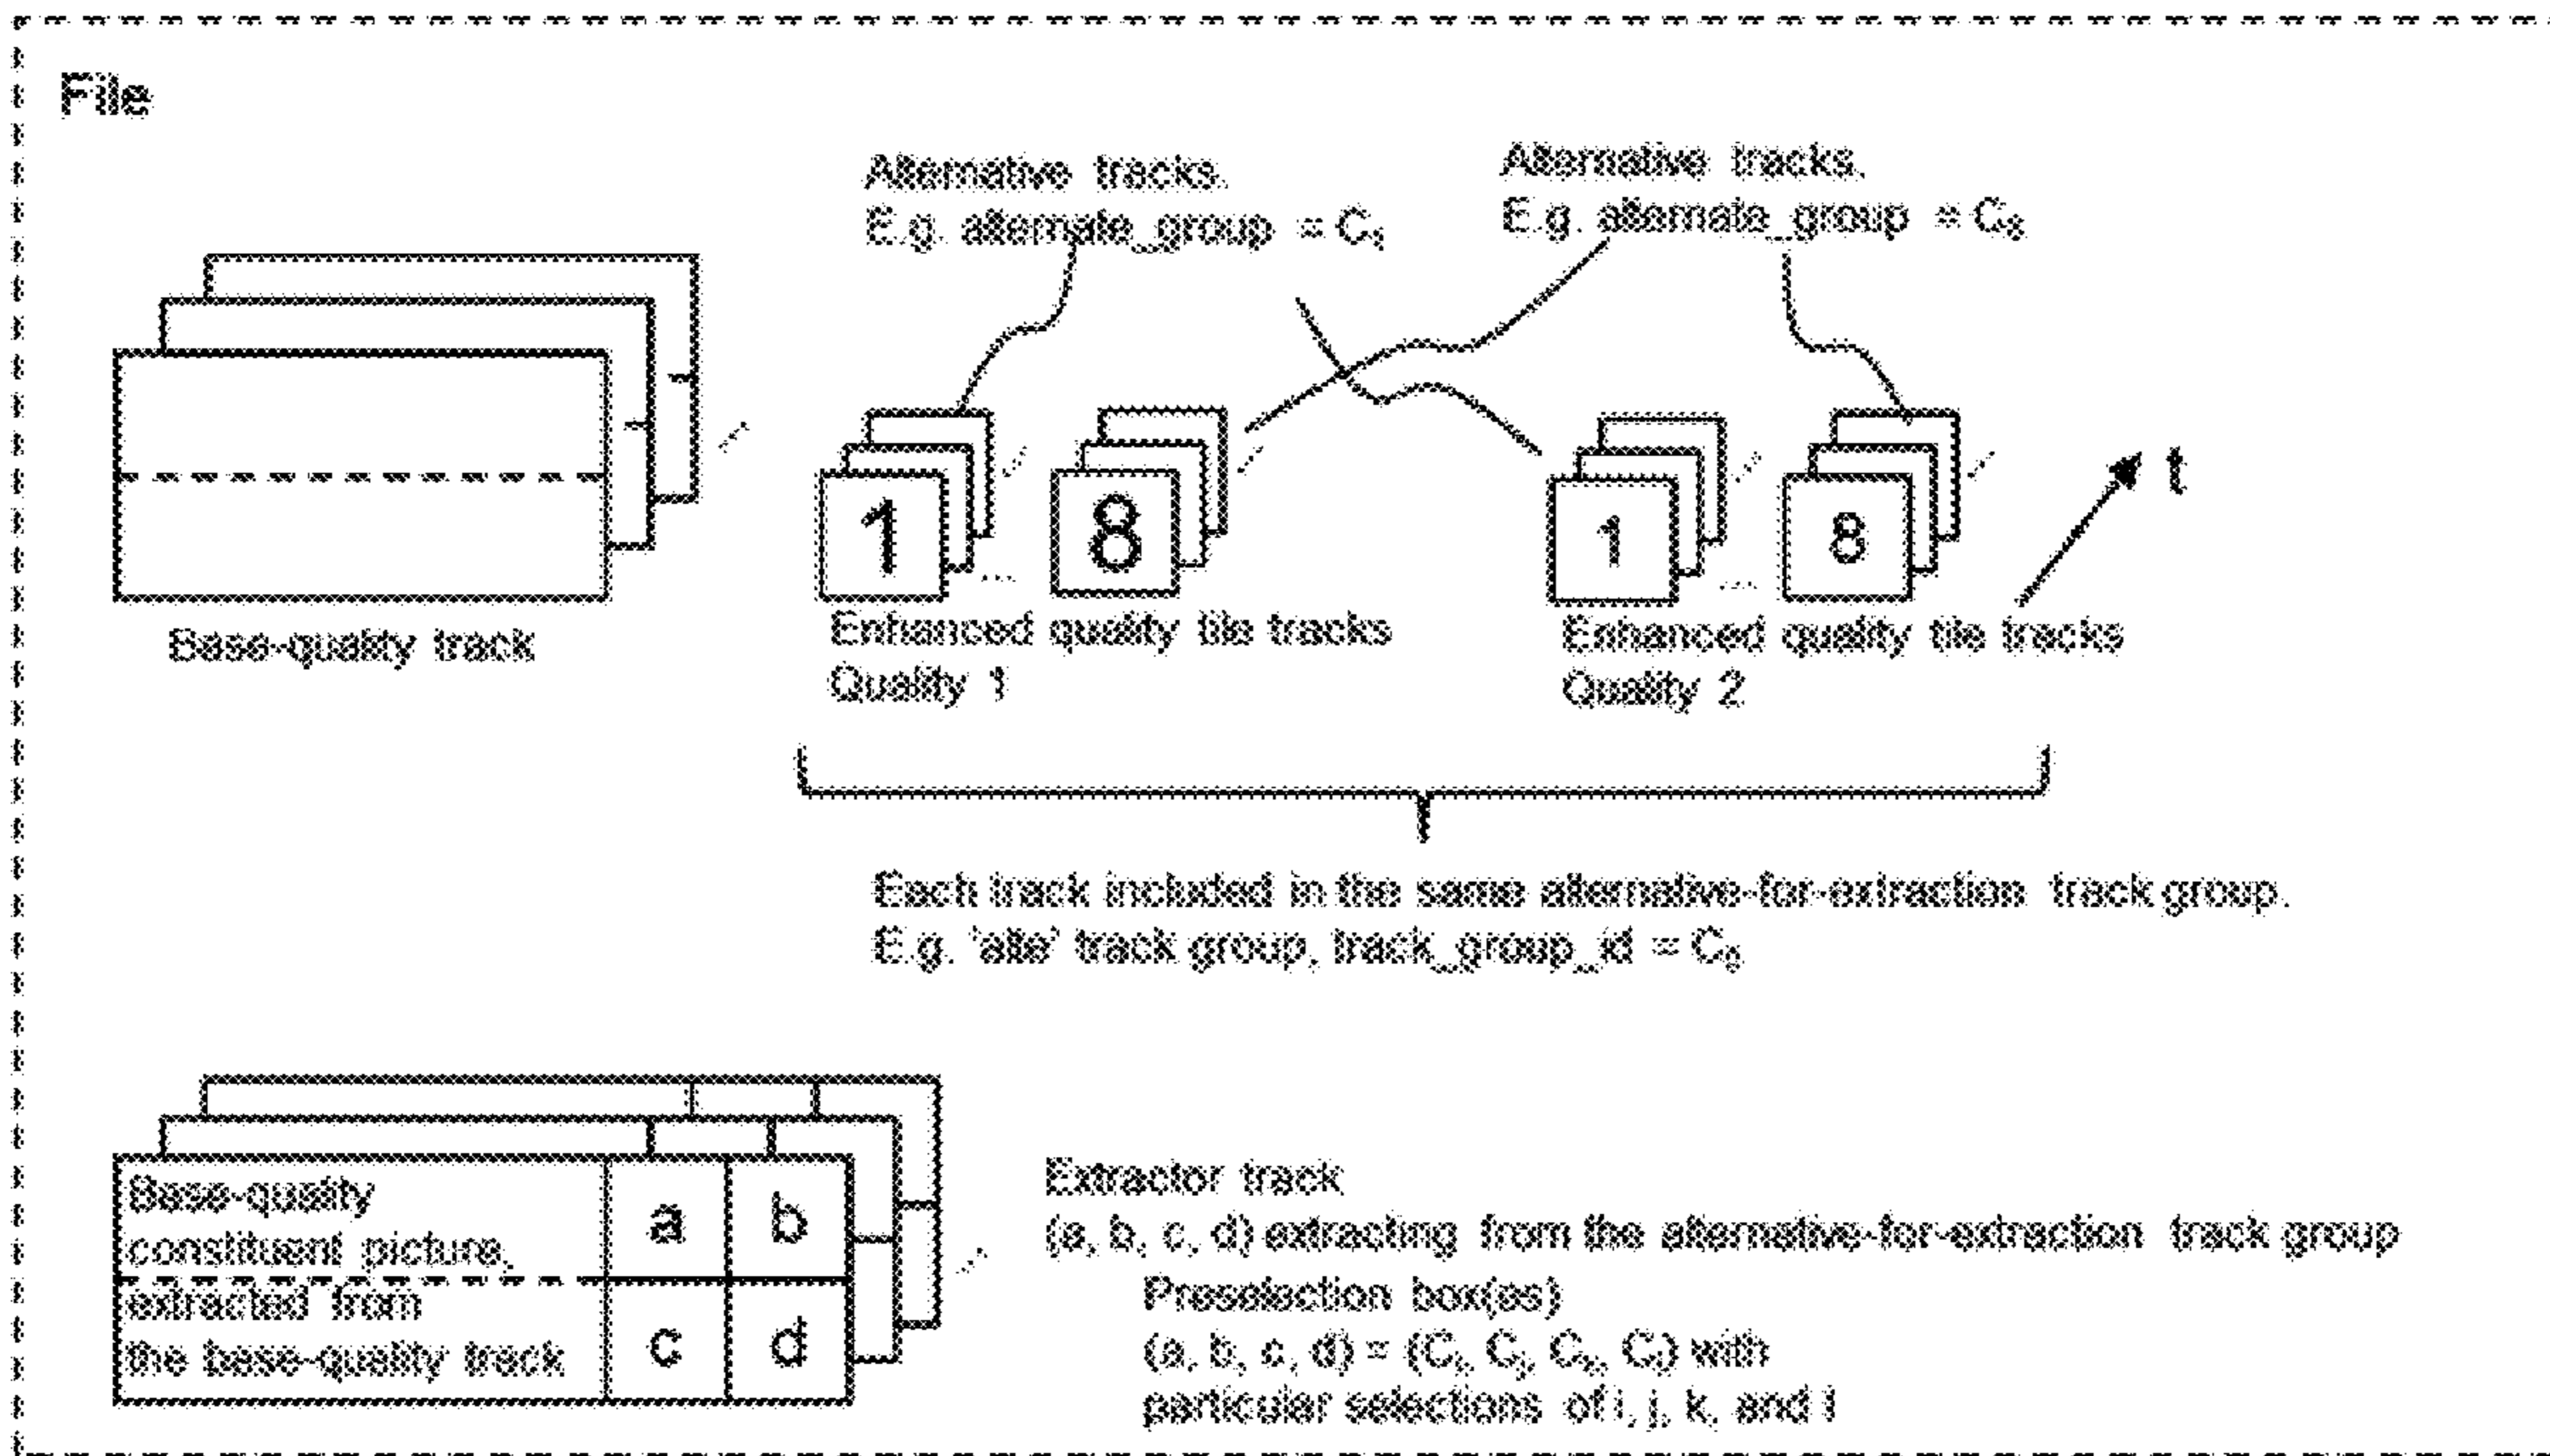 File
Alternative tracks.
E.g. alternate_group = C₁
Alternative tracks.
E.g. alternate_group = C₈
1
8
1
8
t
Base-quality track
Enhanced quality tile tracks
Quality 1
Enhanced quality tile tracks
Quality 2
Each track included in the same alternative-for-extraction track group.
E.g. 'alte' track group, track_group_id = C₀
Base-quality
constituent picture,
extracted from
the base-quality track
a
b
c
d
Extractor track
(a, b, c, d) extracting from the alternative-for-extraction track group
Preselection box(es)
(a, b, c, d) = (Cᵢ, Cⱼ, Cₖ, Cₗ) with
particular selections of i, j, k, and l